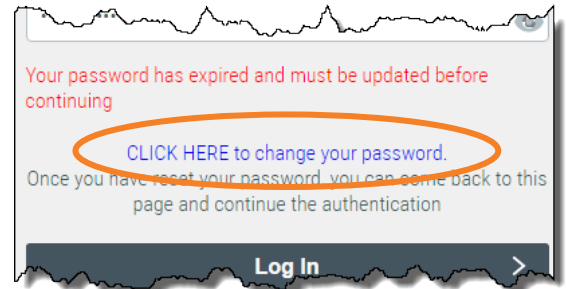 Your password has expired and must be updated before
continuing
CLICK HERE to change your password.
Once you have reset your password, you can come back to this
page and continue the authentication
Log In